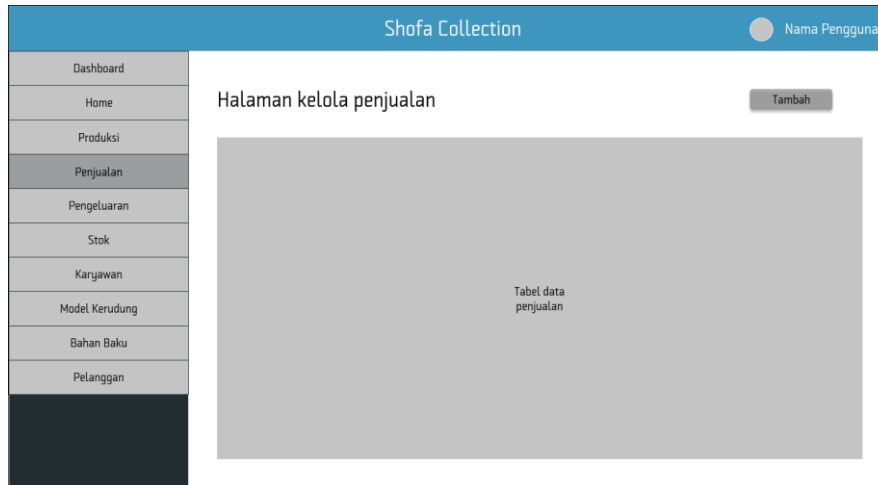 Shofa Collection
Nama Pengguna
Dashboard
Home
Produksi
Penjualan
Pengeluaran
Stok
Karyawan
Model Kerudung
Bahan Baku
Pelanggan
Halaman kelola penjualan
Tambah
Tabel data
penjualan